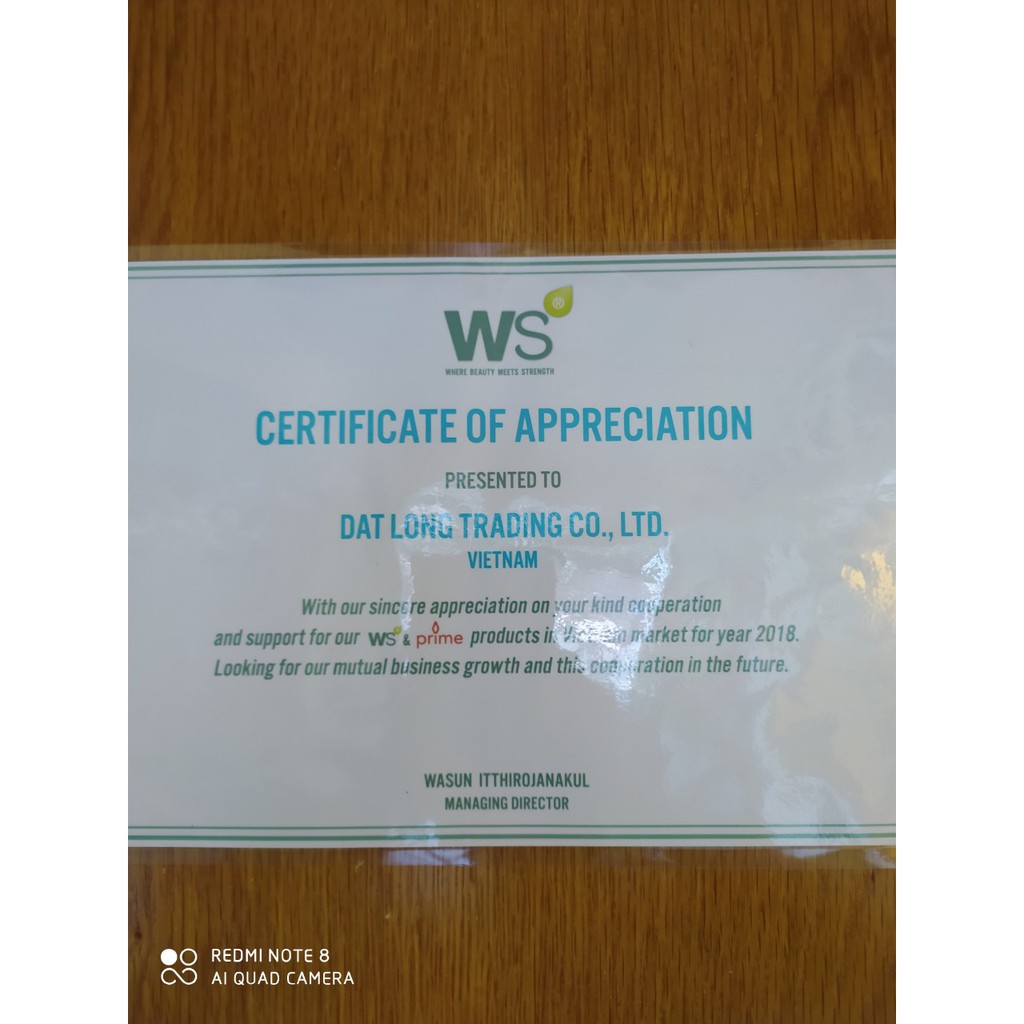 WS®
WHERE BEAUTY MEETS STRENGTH
CERTIFICATE OF APPRECIATION
PRESENTED TO
DAT LONG TRADING CO., LTD.
VIETNAM
With our sincere appreciation on your kind cooperation
and support for our WS & prime products in Vietnam market for year 2018.
Looking for our mutual business growth and this cooperation in the future.
WASUN ITTHIROJANAKUL
MANAGING DIRECTOR
REDMI NOTE 8
AI QUAD CAMERA